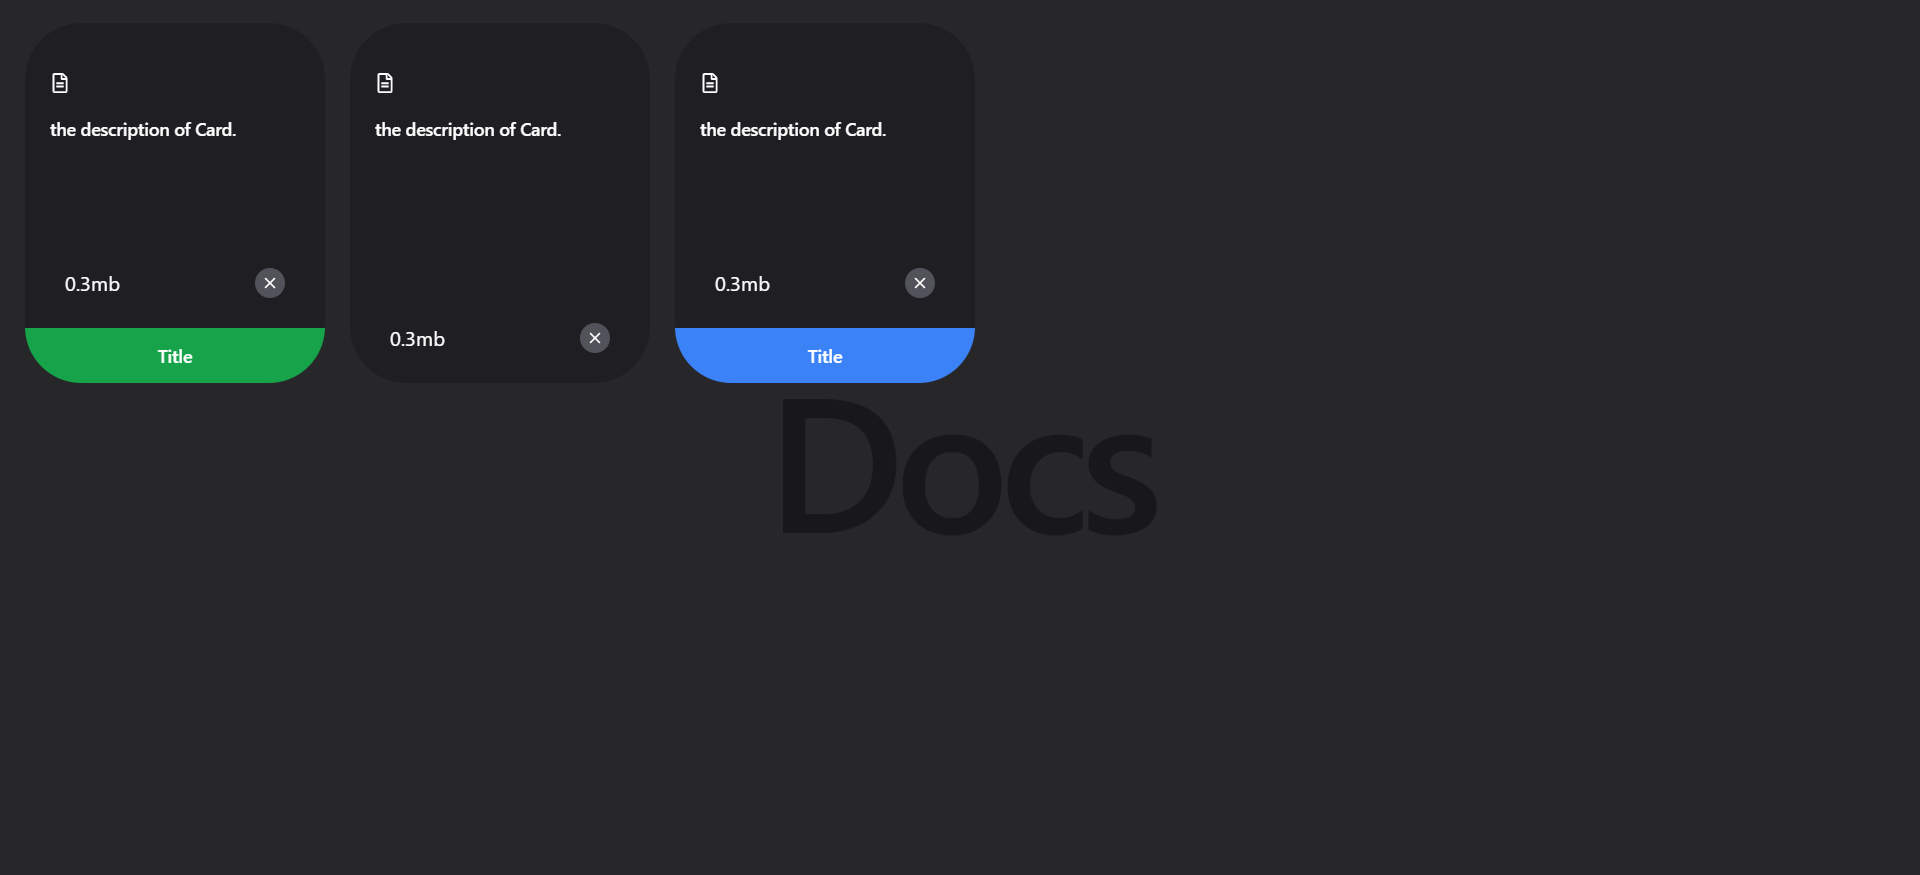 the description of Card.
0.3mb
Title
the description of Card.
0.3mb
the description of Card.
0.3mb
Title
Docs